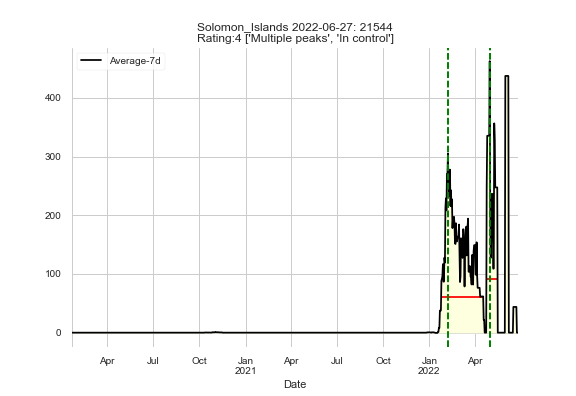 Solomon_Islands 2022-06-27: 21544
Rating:4 ['Multiple peaks', 'In control']
Average-7d
400
300
200
100
0
Apr Jul Oct Jan Apr Jul Oct Jan Apr
2021 2022
Date